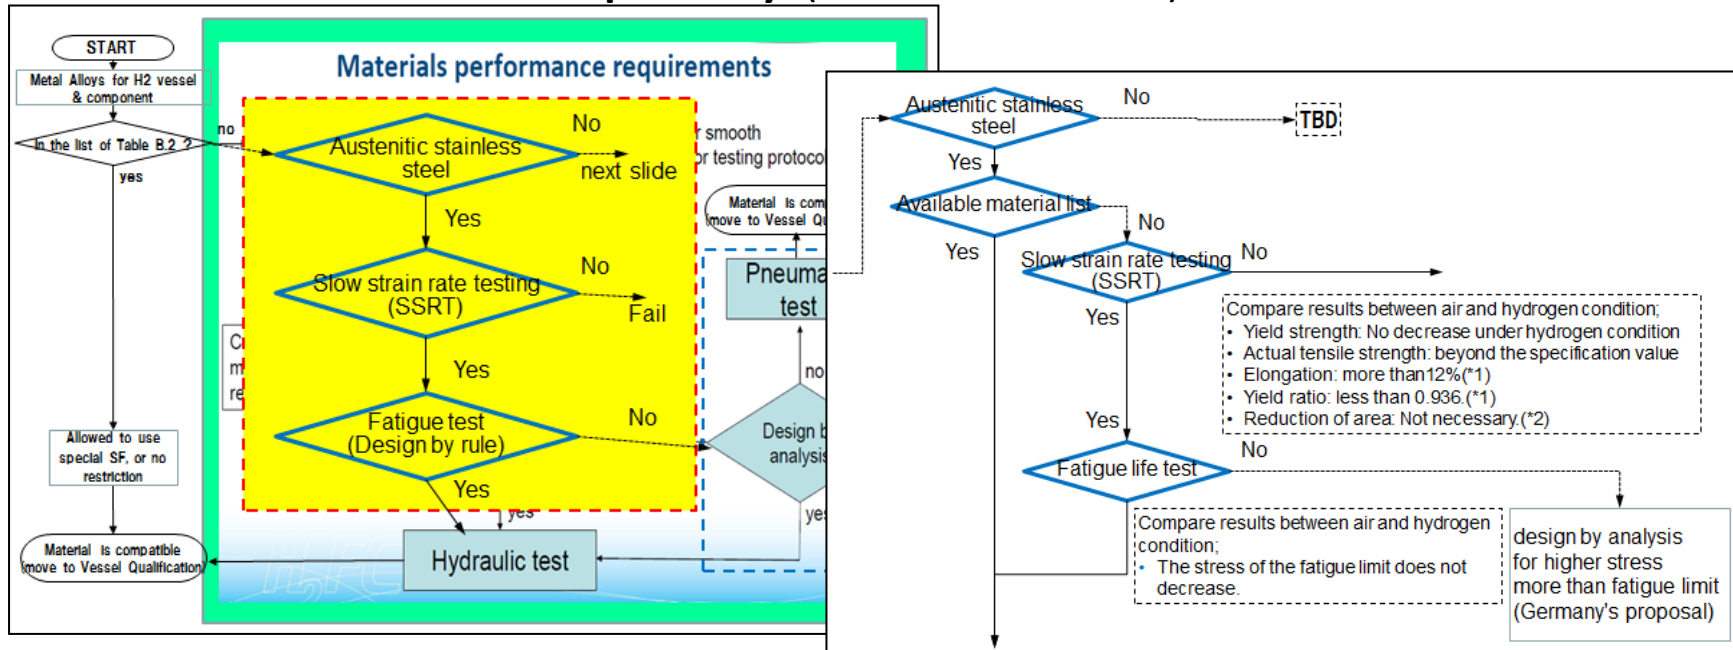 START
Metal Alloys for H2 vessel
& component
In the list of Table B.2 ?
no
yes
Allowed to use
special SF, or no
restriction
Material is compatible
(move to Vessel Qualification)
Materials performance requirements
Austenitic stainless
steel
No
next slide
Yes
Slow strain rate testing
(SSRT)
No
Fail
Yes
Fatigue test
(Design by rule)
No
Yes
yes
Hydraulic test
r smooth
or testing protoco
Material is com
(move to Vessel Qu
Pneuma
test
no
Design b
analysis
yes
C
m
re
H2FC
Austenitic stainless
steel
No
TBD
Yes
Available material list
No
Yes
Slow strain rate testing
(SSRT)
No
Yes
Compare results between air and hydrogen condition;
• Yield strength: No decrease under hydrogen condition
• Actual tensile strength: beyond the specification value
• Elongation: more than12%(*1)
• Yield ratio: less than 0.936.(*1)
• Reduction of area: Not necessary.(*2)
Yes
Fatigue life test
No
Compare results between air and hydrogen
condition;
• The stress of the fatigue limit does not
decrease.
design by analysis
for higher stress
more than fatigue limit
(Germany's proposal)